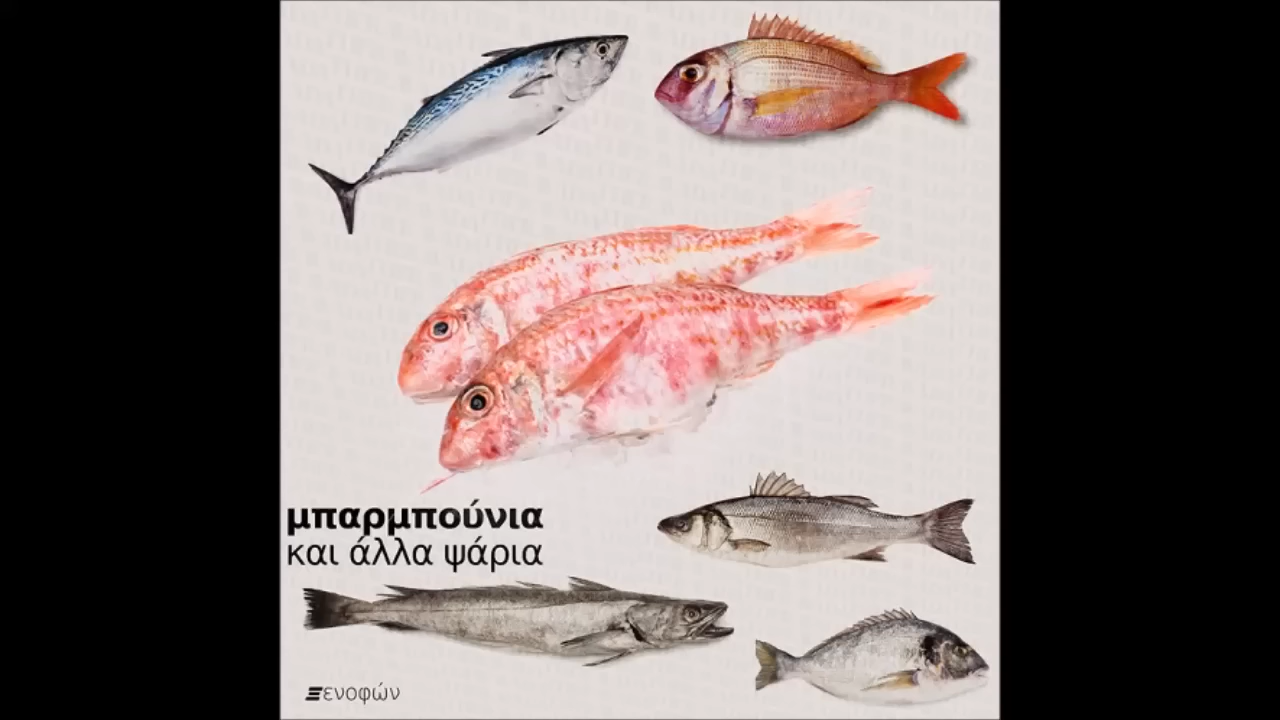 μπαρμπούνια
και άλλα ψάρια
Ξενοφών